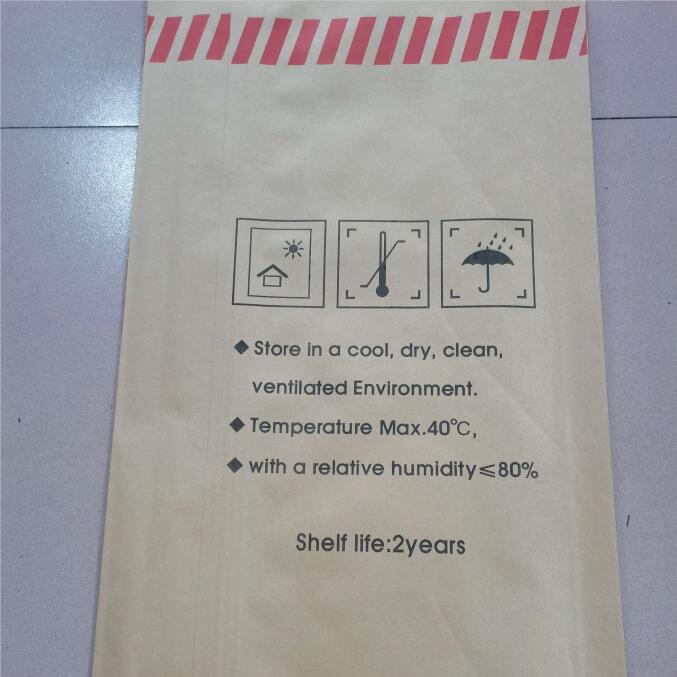 ◆ Store in a cool, dry, clean,
ventilated Environment.
◆ Temperature Max.40℃,
◆ with a relative humidity≤80%
Shelf life:2years